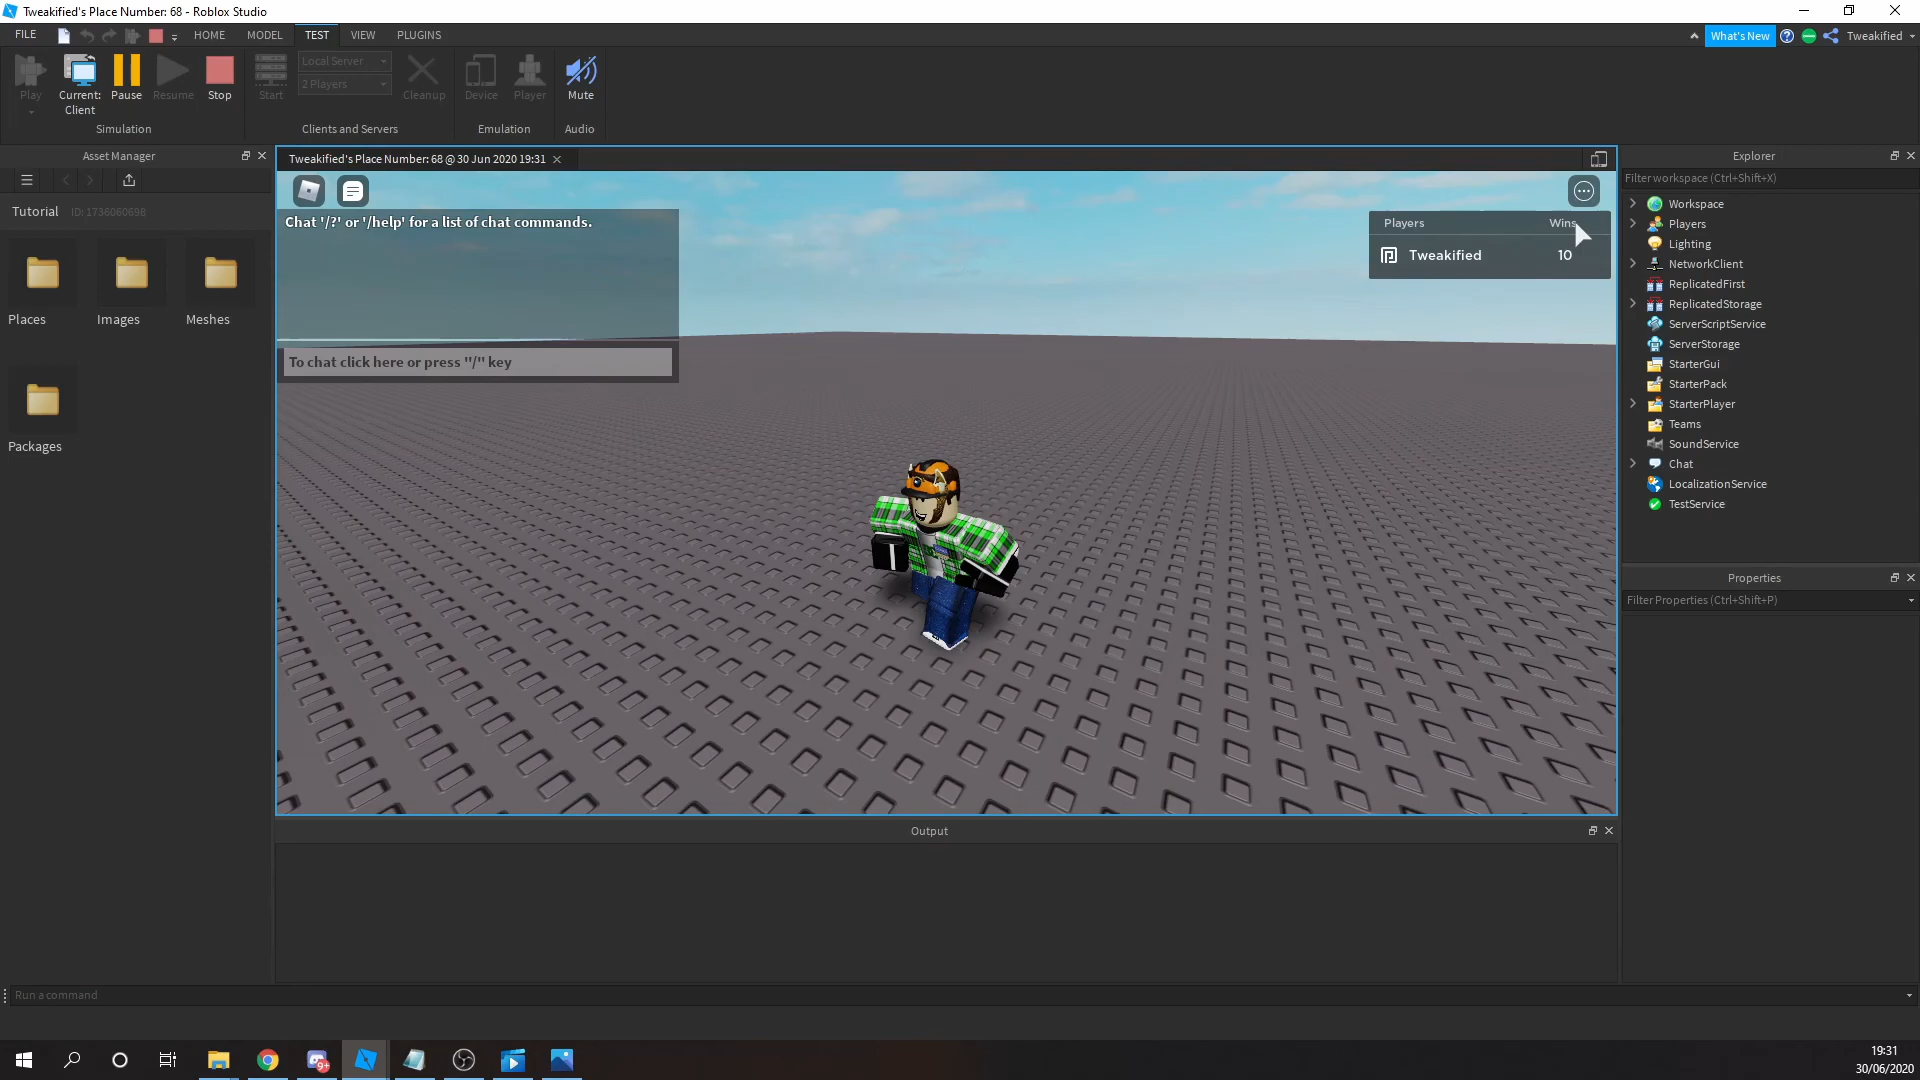 Tweakified's Place Number: 68 - Roblox Studio
FILE
HOME
MODEL
TEST
VIEW
PLUGINS
What's New
Tweakified
Play
Current:
Client
Pause
Resume
Stop
Simulation
Start
Local Server
2 Players
Cleanup
Clients and Servers
Device
Player
Emulation
Mute
Audio
Asset Manager
Tutorial
ID: 1736060698
Places
Images
Meshes
Packages
Tweakified's Place Number: 68 @ 30 Jun 2020 19:31
Chat '/?' or '/help' for a list of chat commands.
To chat click here or press "/" key
Players
Wins
Tweakified
10
Explorer
Filter workspace (Ctrl+Shift+X)
Workspace
Players
Lighting
NetworkClient
ReplicatedFirst
ReplicatedStorage
ServerScriptService
ServerStorage
StarterGui
StarterPack
StarterPlayer
Teams
SoundService
Chat
LocalizationService
TestService
Properties
Filter Properties (Ctrl+Shift+P)
Output
Run a command
9+
19:31
30/06/2020